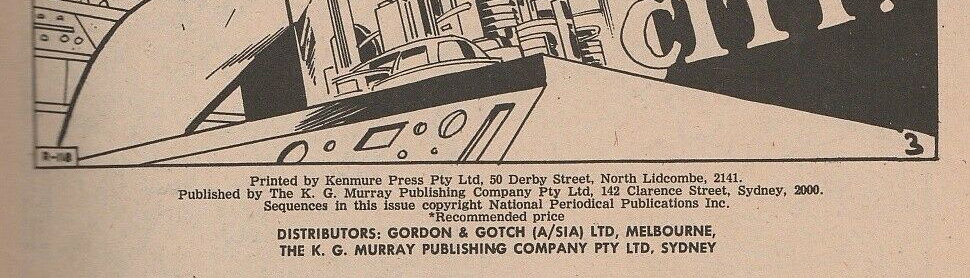 CITY!
R-118
3
Printed by Kenmure Press Pty Ltd, 50 Derby Street, North Lidcombe, 2141.
Published by The K. G. Murray Publishing Company Pty Ltd, 142 Clarence Street, Sydney, 2000.
Sequences in this issue copyright National Periodical Publications Inc.
*Recommended price
DISTRIBUTORS: GORDON & GOTCH (A/SIA) LTD, MELBOURNE,
THE K. G. MURRAY PUBLISHING COMPANY PTY LTD, SYDNEY